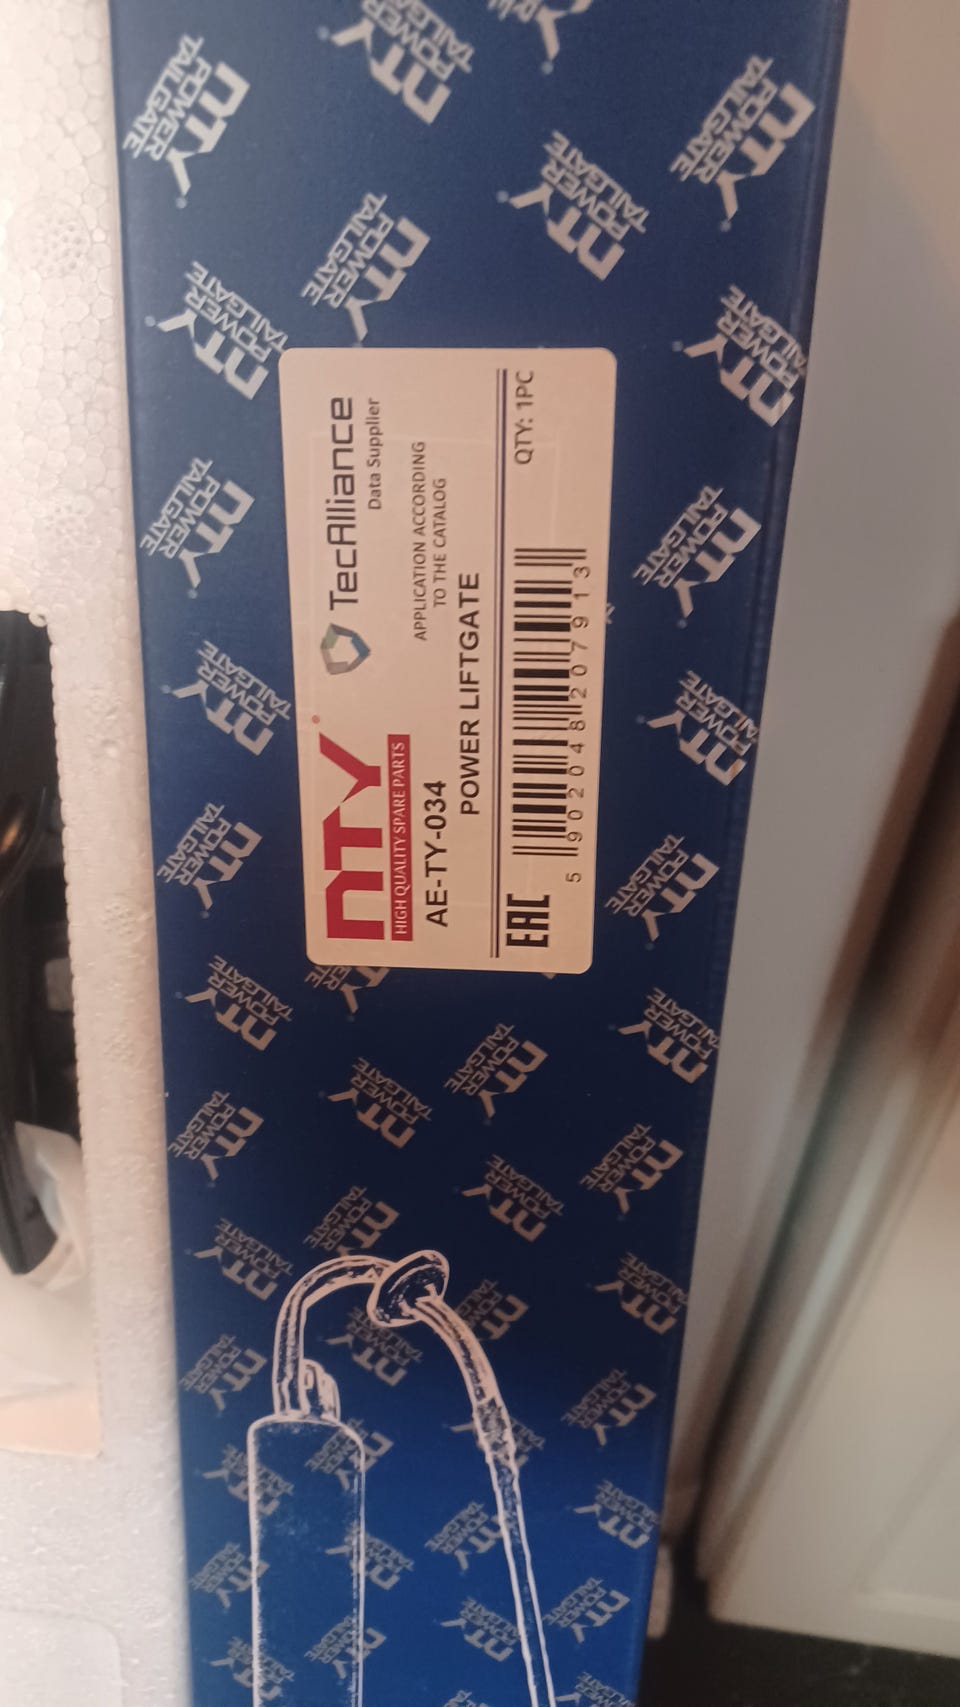 NTY
HIGH QUALITY SPARE PARTS
TecAlliance
Data Supplier
AE-TY-034
APPLICATION ACCORDING
TO THE CATALOG
POWER LIFTGATE
EAC
QTY: 1PC
5 902048 207913
NTY
POWER
TAILGATE